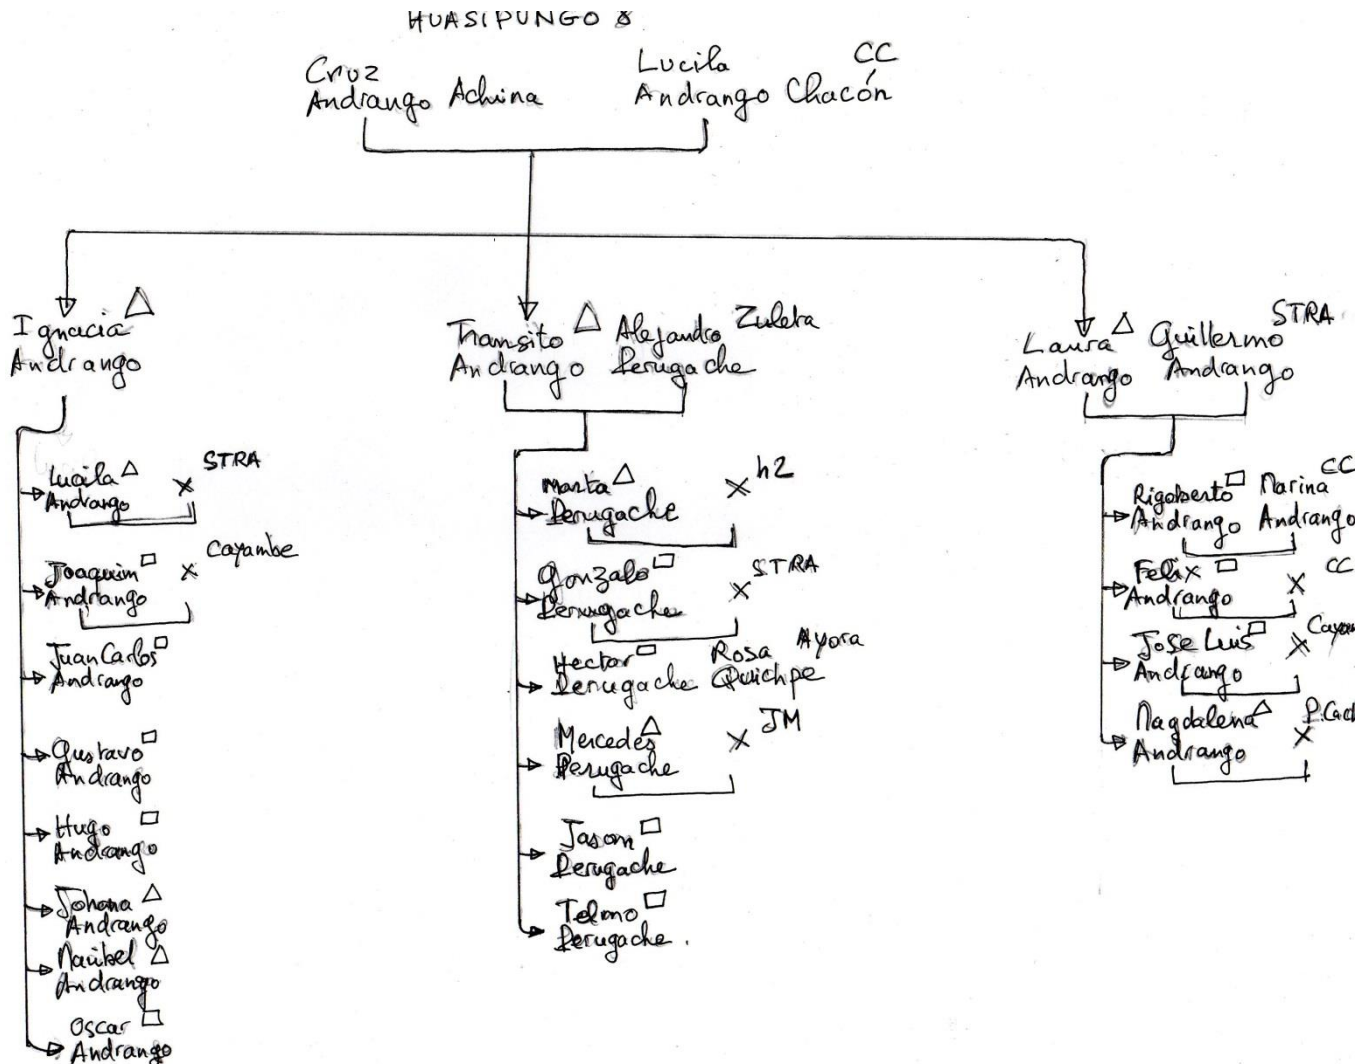 HUASIPUNGO 8
Cruz
Andrango Achina
Lucila CC
Andrango Chacón
Ignacia
Andrango
Lucila STRA
Andrango
Joaquim Cayambe
Andrango
Juan Carlos
Andrango
Gustavo
Andrango
Hugo
Andrango
Johana
Andrango
Maribel
Andrango
Oscar
Andrango
Transito Alejandro Zuleta
Andrango Perugache
Marta h2
Perugache
Gonzalo STRA
Perugache
Hector Rosa Ayora
Perugache Quichpe
Mercedes JM
Perugache
Jason
Perugache
Telmo
Perugache.
Laura Guillermo STRA
Andrango Andrango
Rigoberto Marina CC
Andrango Andrango
Felix CC
Andrango
Jose Luis Cayam
Andrango
Magdalena
Andrango